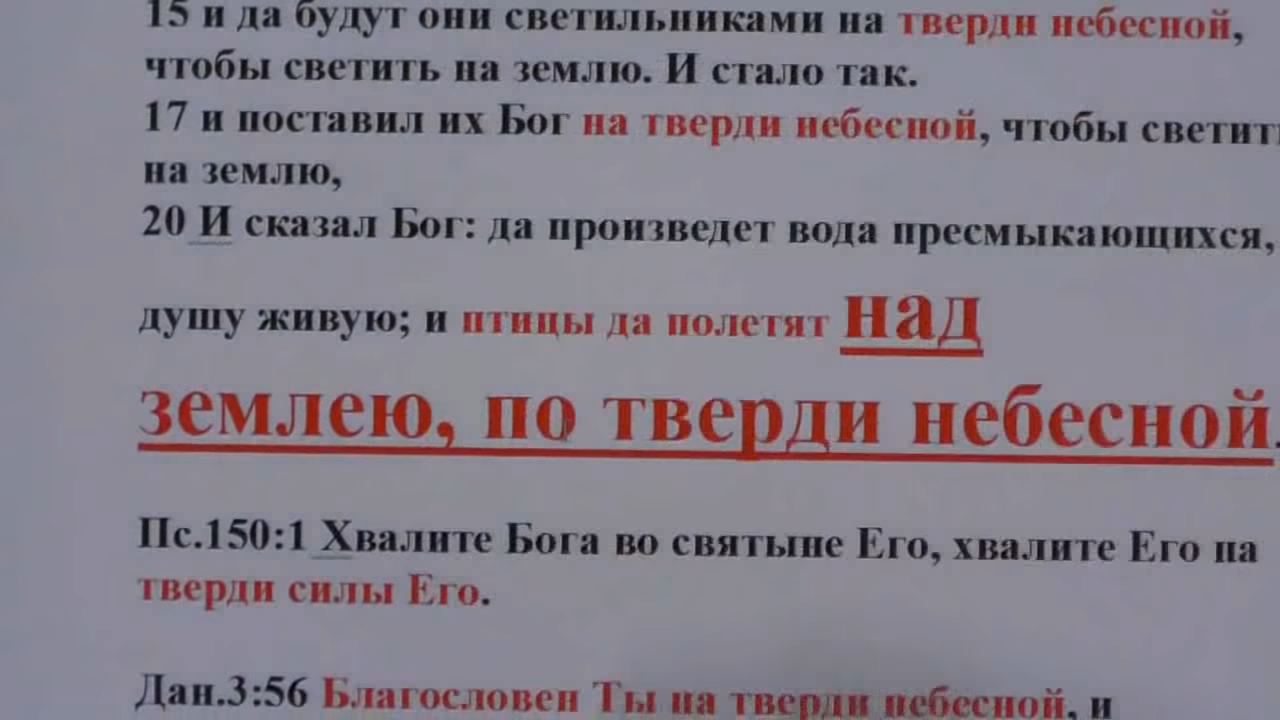 15 и да будут они светильниками на тверди небесной,
чтобы светить на землю. И стало так.
17 и поставил их Бог на тверди небесной, чтобы светит
на землю,
20 И сказал Бог: да произведет вода пресмыкающихся,
душу живую; и птицы да полетят над
землею, по тверди небесной.
Пс.150:1 Хвалите Бога во святыне Его, хвалите Его на
тверди силы Его.
Дан.3:56 Благословен Ты на тверди небесной, и